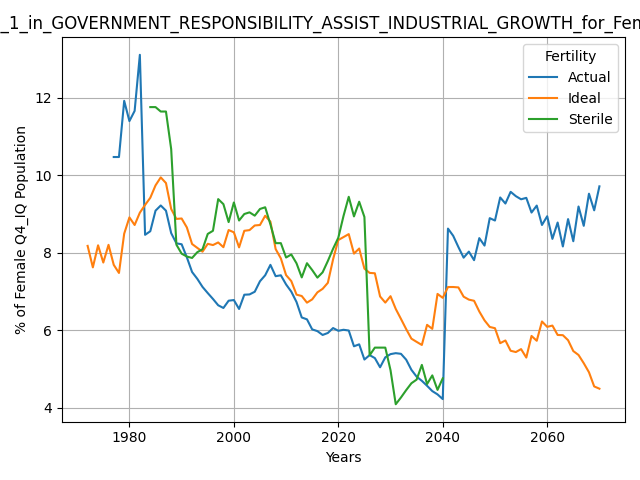 _1_in_GOVERNMENT_RESPONSIBILITY_ASSIST_INDUSTRIAL_GROWTH_for_Fem
Fertility
Actual
Ideal
Sterile
% of Female Q4_IQ Population
12
10
8
6
4
1980
2000
2020
2040
2060
Years